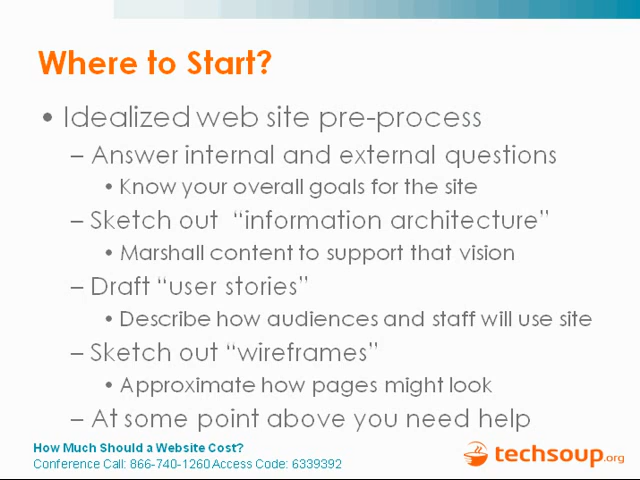 Where to Start?
• Idealized web site pre-process
– Answer internal and external questions
• Know your overall goals for the site
– Sketch out “information architecture”
• Marshall content to support that vision
– Draft “user stories”
• Describe how audiences and staff will use site
– Sketch out “wireframes”
• Approximate how pages might look
– At some point above you need help
How Much Should a Website Cost?
Conference Call: 866-740-1260 Access Code: 6339392
techsoup.org